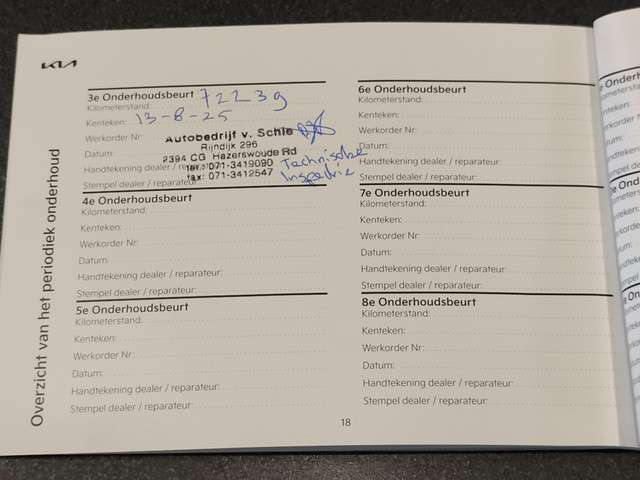 KIA
Overzicht van het periodiek onderhoud
3e Onderhoudsbeurt
Kilometerstand: 72239
Kenteken: 13-8-25
Werkorder Nr:
Autobedrijf v. Schie
Datum:
Rijndijk 296
2394 CG Hazerswoude Rd
Handtekening dealer / reparateur:
Tel.: 071-3419090
Technische
Stempel dealer / reparateur:
fax: 071-3412547
Inspectie
4e Onderhoudsbeurt
Kilometerstand:
Kenteken:
Werkorder Nr:
Datum:
Handtekening dealer / reparateur:
Stempel dealer / reparateur:
5e Onderhoudsbeurt
Kilometerstand:
Kenteken:
Werkorder Nr:
Datum:
Handtekening dealer / reparateur:
Stempel dealer / reparateur:
6e Onderhoudsbeurt
Kilometerstand:
Kenteken:
Werkorder Nr:
Datum:
Handtekening dealer / reparateur:
Stempel dealer / reparateur:
7e Onderhoudsbeurt
Kilometerstand:
Kenteken:
Werkorder Nr:
Datum:
Handtekening dealer / reparateur:
Stempel dealer / reparateur:
8e Onderhoudsbeurt
Kilometerstand:
Kenteken:
Werkorder Nr:
Datum:
Handtekening dealer / reparateur:
Stempel dealer / reparateur:
18